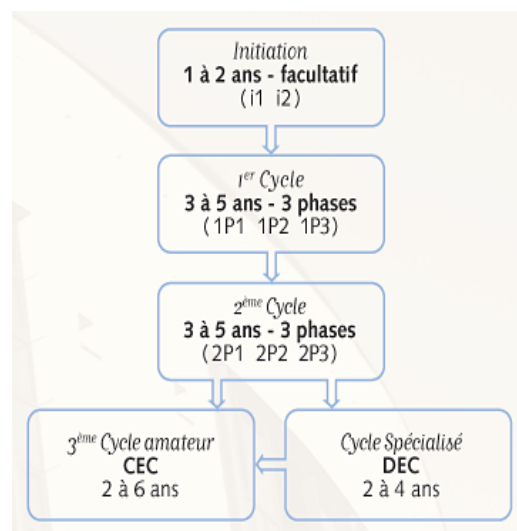 Initiation
1 à 2 ans - facultatif
(i1 i2)
1er Cycle
3 à 5 ans - 3 phases
(1P1 1P2 1P3)
2ème Cycle
3 à 5 ans - 3 phases
(2P1 2P2 2P3)
3ème Cycle amateur
CEC
2 à 6 ans
Cycle Spécialisé
DEC
2 à 4 ans